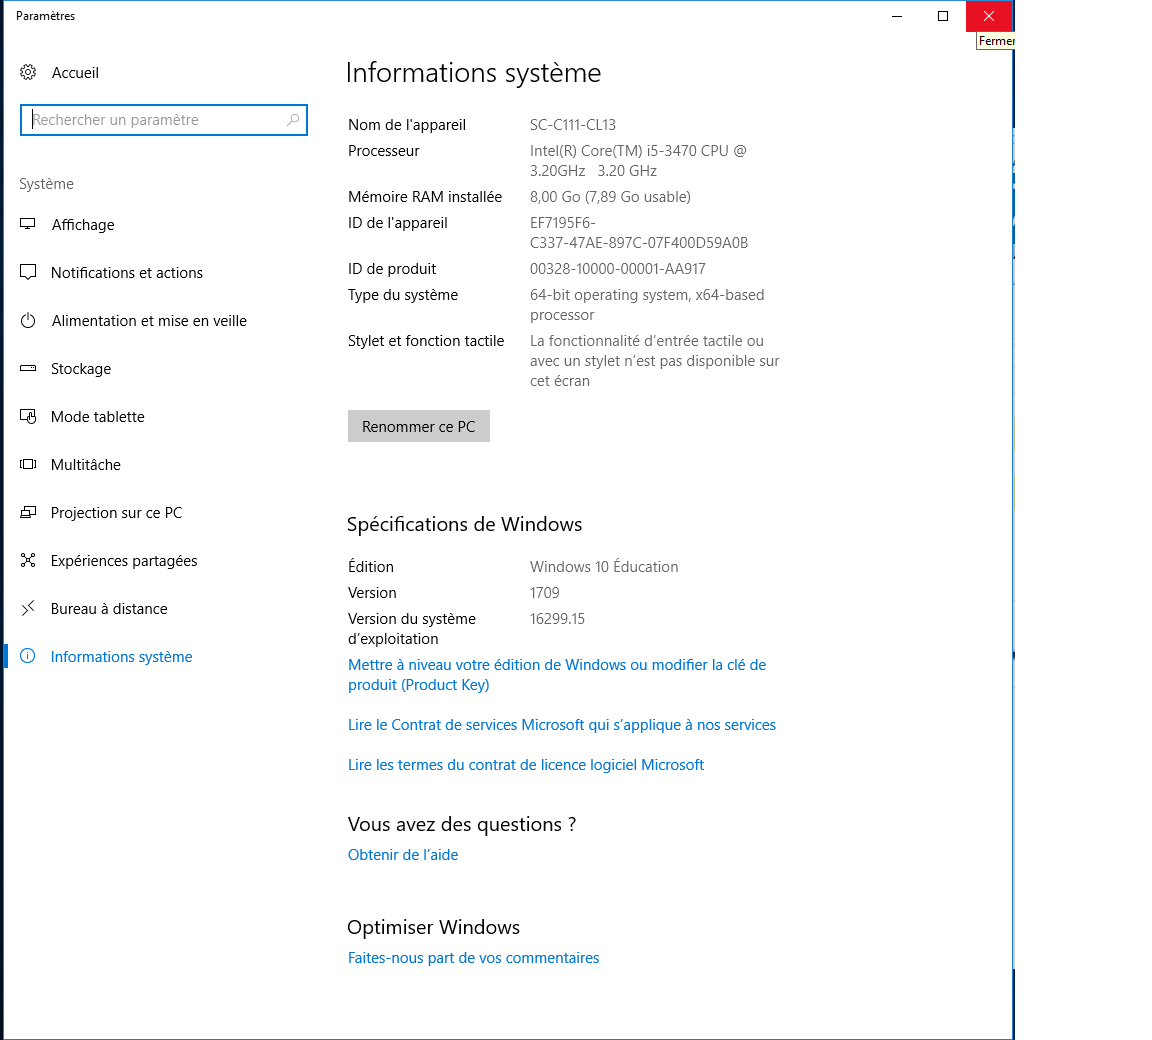 Paramètres
Fermer
Accueil
Rechercher un paramètre
Système
Affichage
Notifications et actions
Alimentation et mise en veille
Stockage
Mode tablette
Multitâche
Projection sur ce PC
Expériences partagées
Bureau à distance
Informations système
Informations système
Nom de l'appareil SC-C111-CL13
Processeur Intel(R) Core(TM) i5-3470 CPU @
3.20GHz 3.20 GHz
Mémoire RAM installée 8,00 Go (7,89 Go usable)
ID de l'appareil EF7195F6-
C337-47AE-897C-07F400D59A0B
ID de produit 00328-10000-00001-AA917
Type du système 64-bit operating system, x64-based
processor
Stylet et fonction tactile La fonctionnalité d’entrée tactile ou
avec un stylet n’est pas disponible sur
cet écran
Renommer ce PC
Spécifications de Windows
Édition Windows 10 Éducation
Version 1709
Version du système 16299.15
d’exploitation
Mettre à niveau votre édition de Windows ou modifier la clé de
produit (Product Key)
Lire le Contrat de services Microsoft qui s’applique à nos services
Lire les termes du contrat de licence logiciel Microsoft
Vous avez des questions ?
Obtenir de l’aide
Optimiser Windows
Faites-nous part de vos commentaires